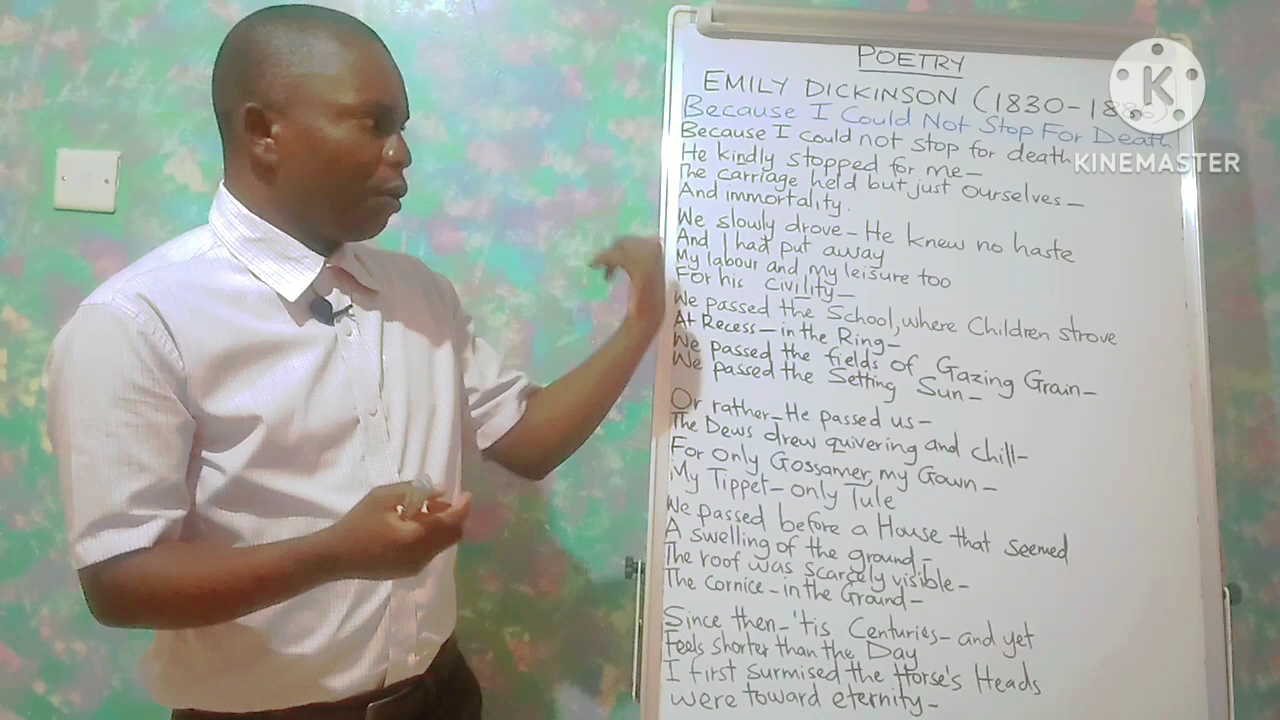 POETRY
EMILY DICKINSON (1830-1886)
Because I Could Not Stop For Death
Because I could not stop for death
He kindly stopped for me-
The carriage held but just ourselves-
And immortality.
We slowly drove-He knew no haste
And I had put away
My labour and my leisure too
For his civility-
We passed the School, where Children strove
At Recess-in the Ring-
We passed the fields of Gazing Grain-
We passed the Setting Sun-
Or rather-He passed us-
The Dews drew quivering and chill-
For Only Gossamer, my Gown-
My Tippet-only Tule
We passed before a House that seemed
A swelling of the ground-
The roof was scarcely visible-
The Cornice-in the Ground-
Since then-'tis Centuries-and yet
Feels shorter than the Day
I first surmised the Horse's Heads
were toward eternity-
K
KINEMASTER